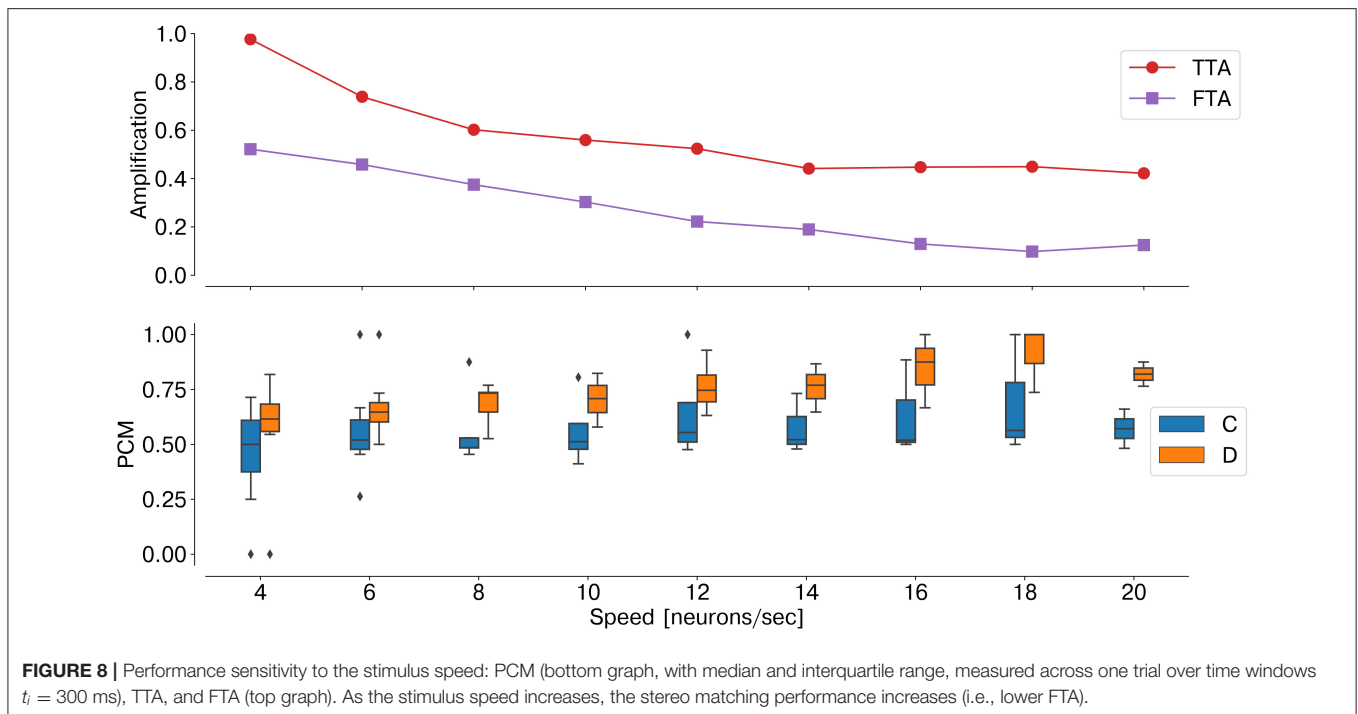 1.0
0.8
0.6
0.4
0.2
0.0
Amplification
TTA
FTA
1.00
0.75
0.50
0.25
0.00
PCM
C
D
4 6 8 10 12 14 16 18 20
Speed [neurons/sec]
FIGURE 8 | Performance sensitivity to the stimulus speed: PCM (bottom graph, with median and interquartile range, measured across one trial over time windows
tᵢ = 300 ms), TTA, and FTA (top graph). As the stimulus speed increases, the stereo matching performance increases (i.e., lower FTA).